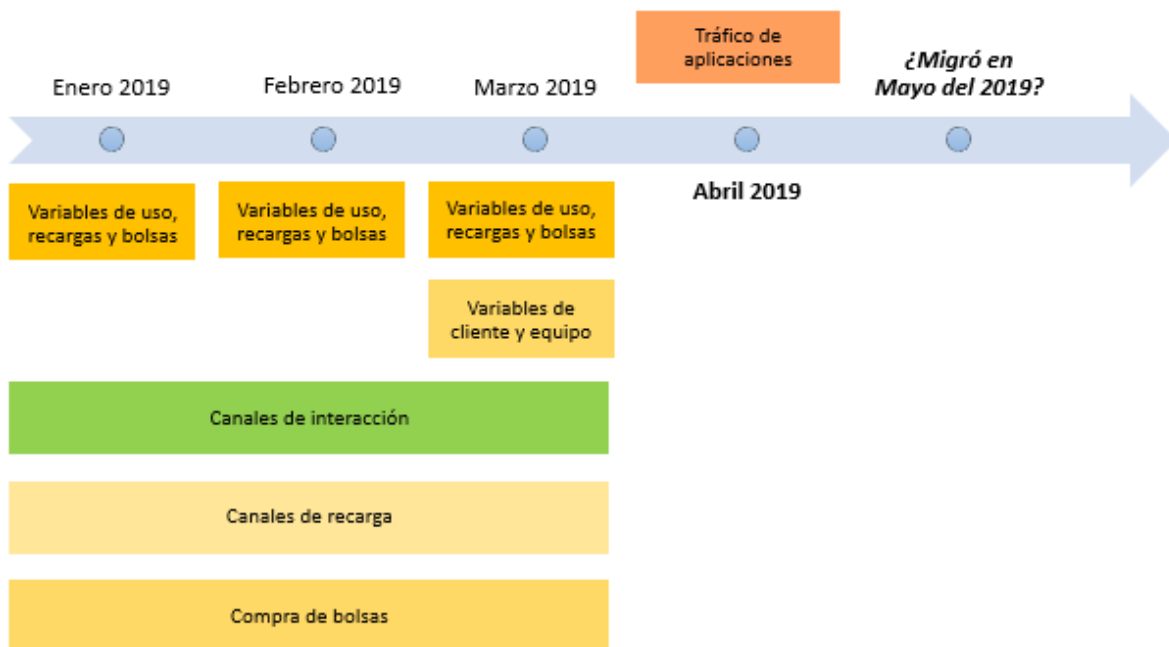 Tráfico de
aplicaciones
¿Migró en
Mayo del 2019?
Enero 2019
Febrero 2019
Marzo 2019
Abril 2019
Variables de uso,
recargas y bolsas
Variables de uso,
recargas y bolsas
Variables de uso,
recargas y bolsas
Variables de
cliente y equipo
Canales de interacción
Canales de recarga
Compra de bolsas